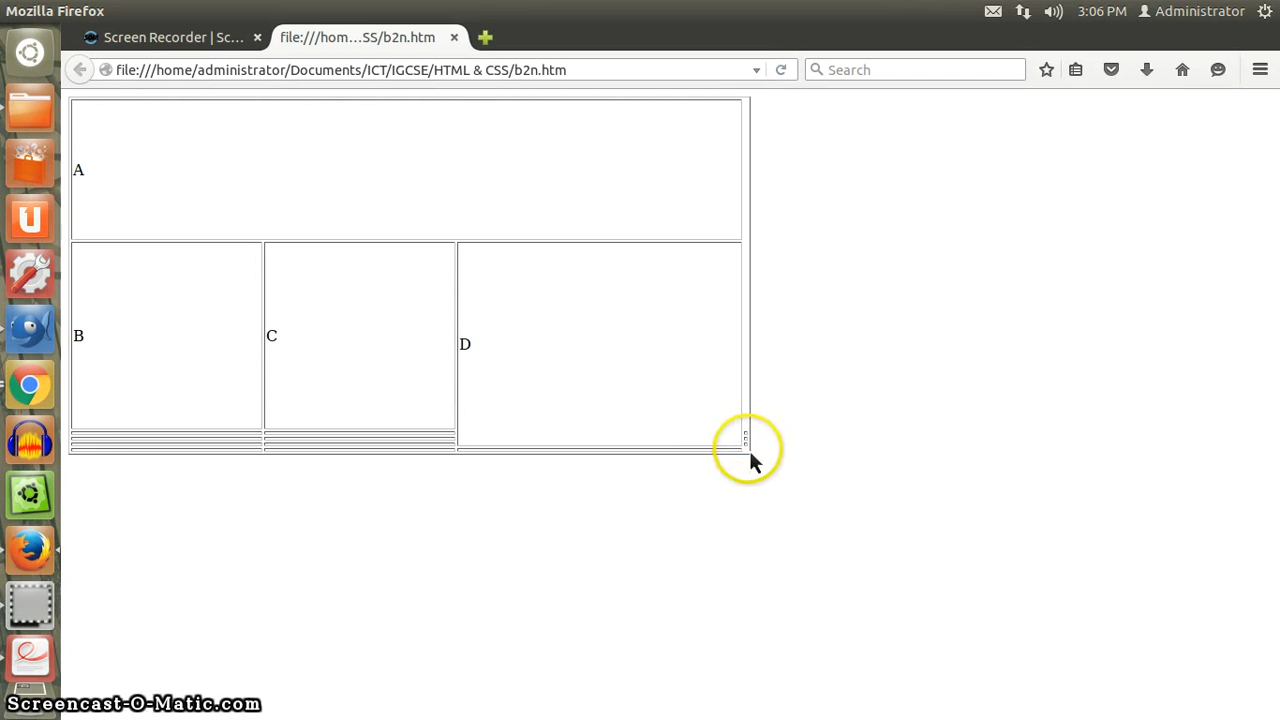 Mozilla Firefox
3:06 PM
Administrator
Screen Recorder | Sc...
file:///hom...SS/b2n.htm
file:///home/administrator/Documents/ICT/IGCSE/HTML & CSS/b2n.htm
Search
A
B
C
D
Screencast-O-Matic.com